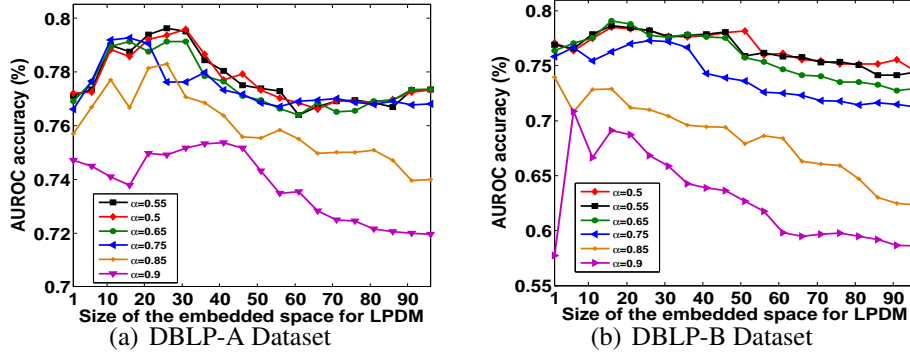 AUROC accuracy (%)
0.8
0.78
0.76
0.74
0.72
0.7
α=0.55
α=0.5
α=0.65
α=0.75
α=0.85
α=0.9
1 10 20 30 40 50 60 70 80 90
Size of the embedded space for LPDM
(a) DBLP-A Dataset
AUROC accuracy (%)
0.8
0.75
0.7
0.65
0.6
0.55
α=0.5
α=0.55
α=0.65
α=0.75
α=0.85
α=0.9
1 10 20 30 40 50 60 70 80 90
Size of the embedded space for LPDM
(b) DBLP-B Dataset